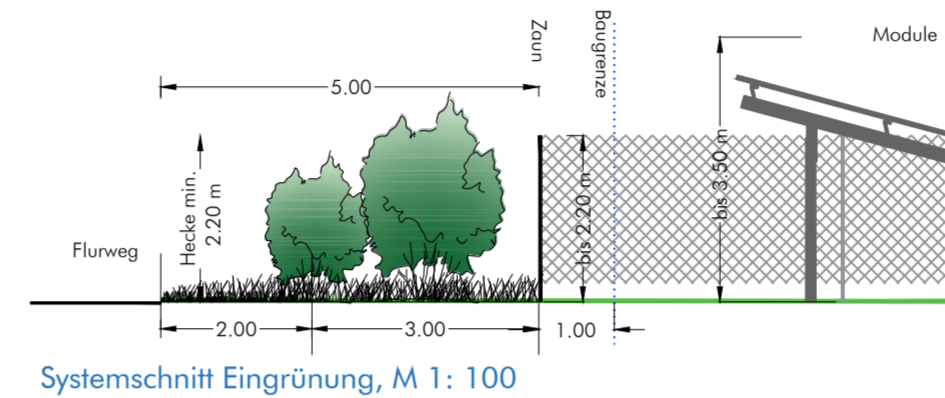 Zaun
Baugrenze
Module
5.00
Hecke min.
2.20 m
Flurweg
bis 2.20 m
bis 3.50 m
2.00
3.00
1.00
Systemschnitt Eingrünung, M 1: 100